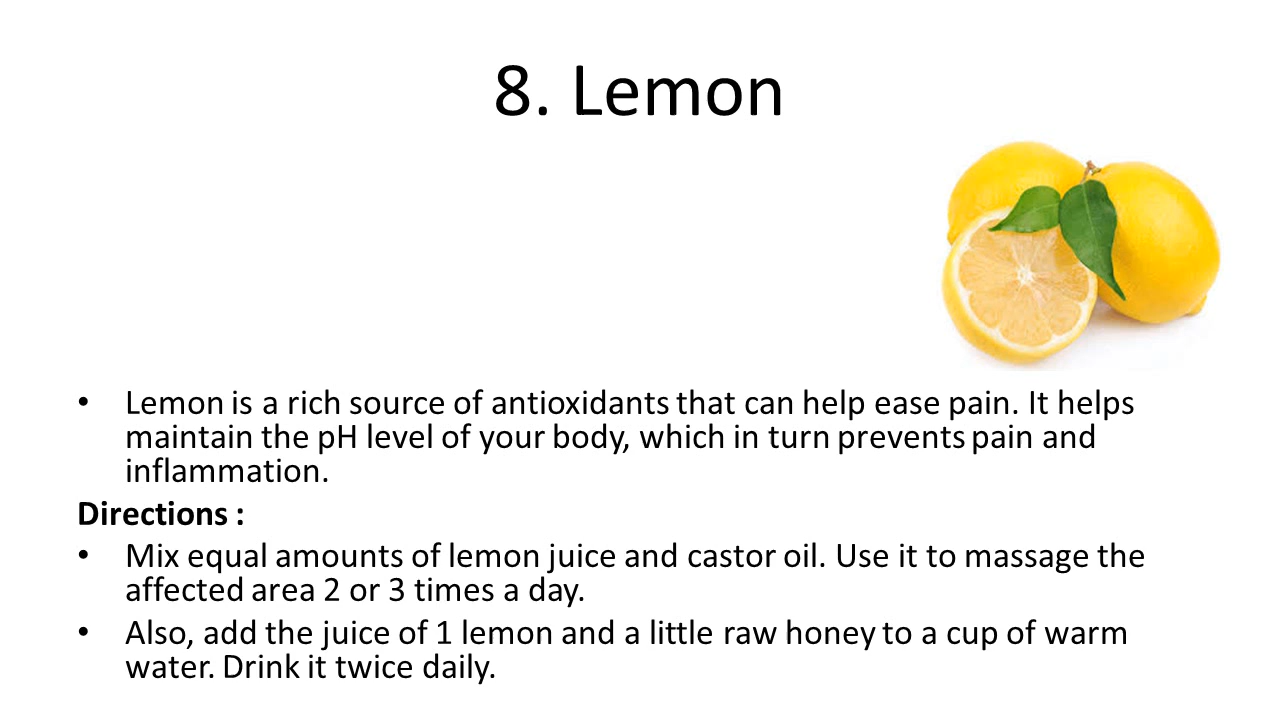 8. Lemon
• Lemon is a rich source of antioxidants that can help ease pain. It helps
maintain the pH level of your body, which in turn prevents pain and
inflammation.
Directions :
• Mix equal amounts of lemon juice and castor oil. Use it to massage the
affected area 2 or 3 times a day.
• Also, add the juice of 1 lemon and a little raw honey to a cup of warm
water. Drink it twice daily.